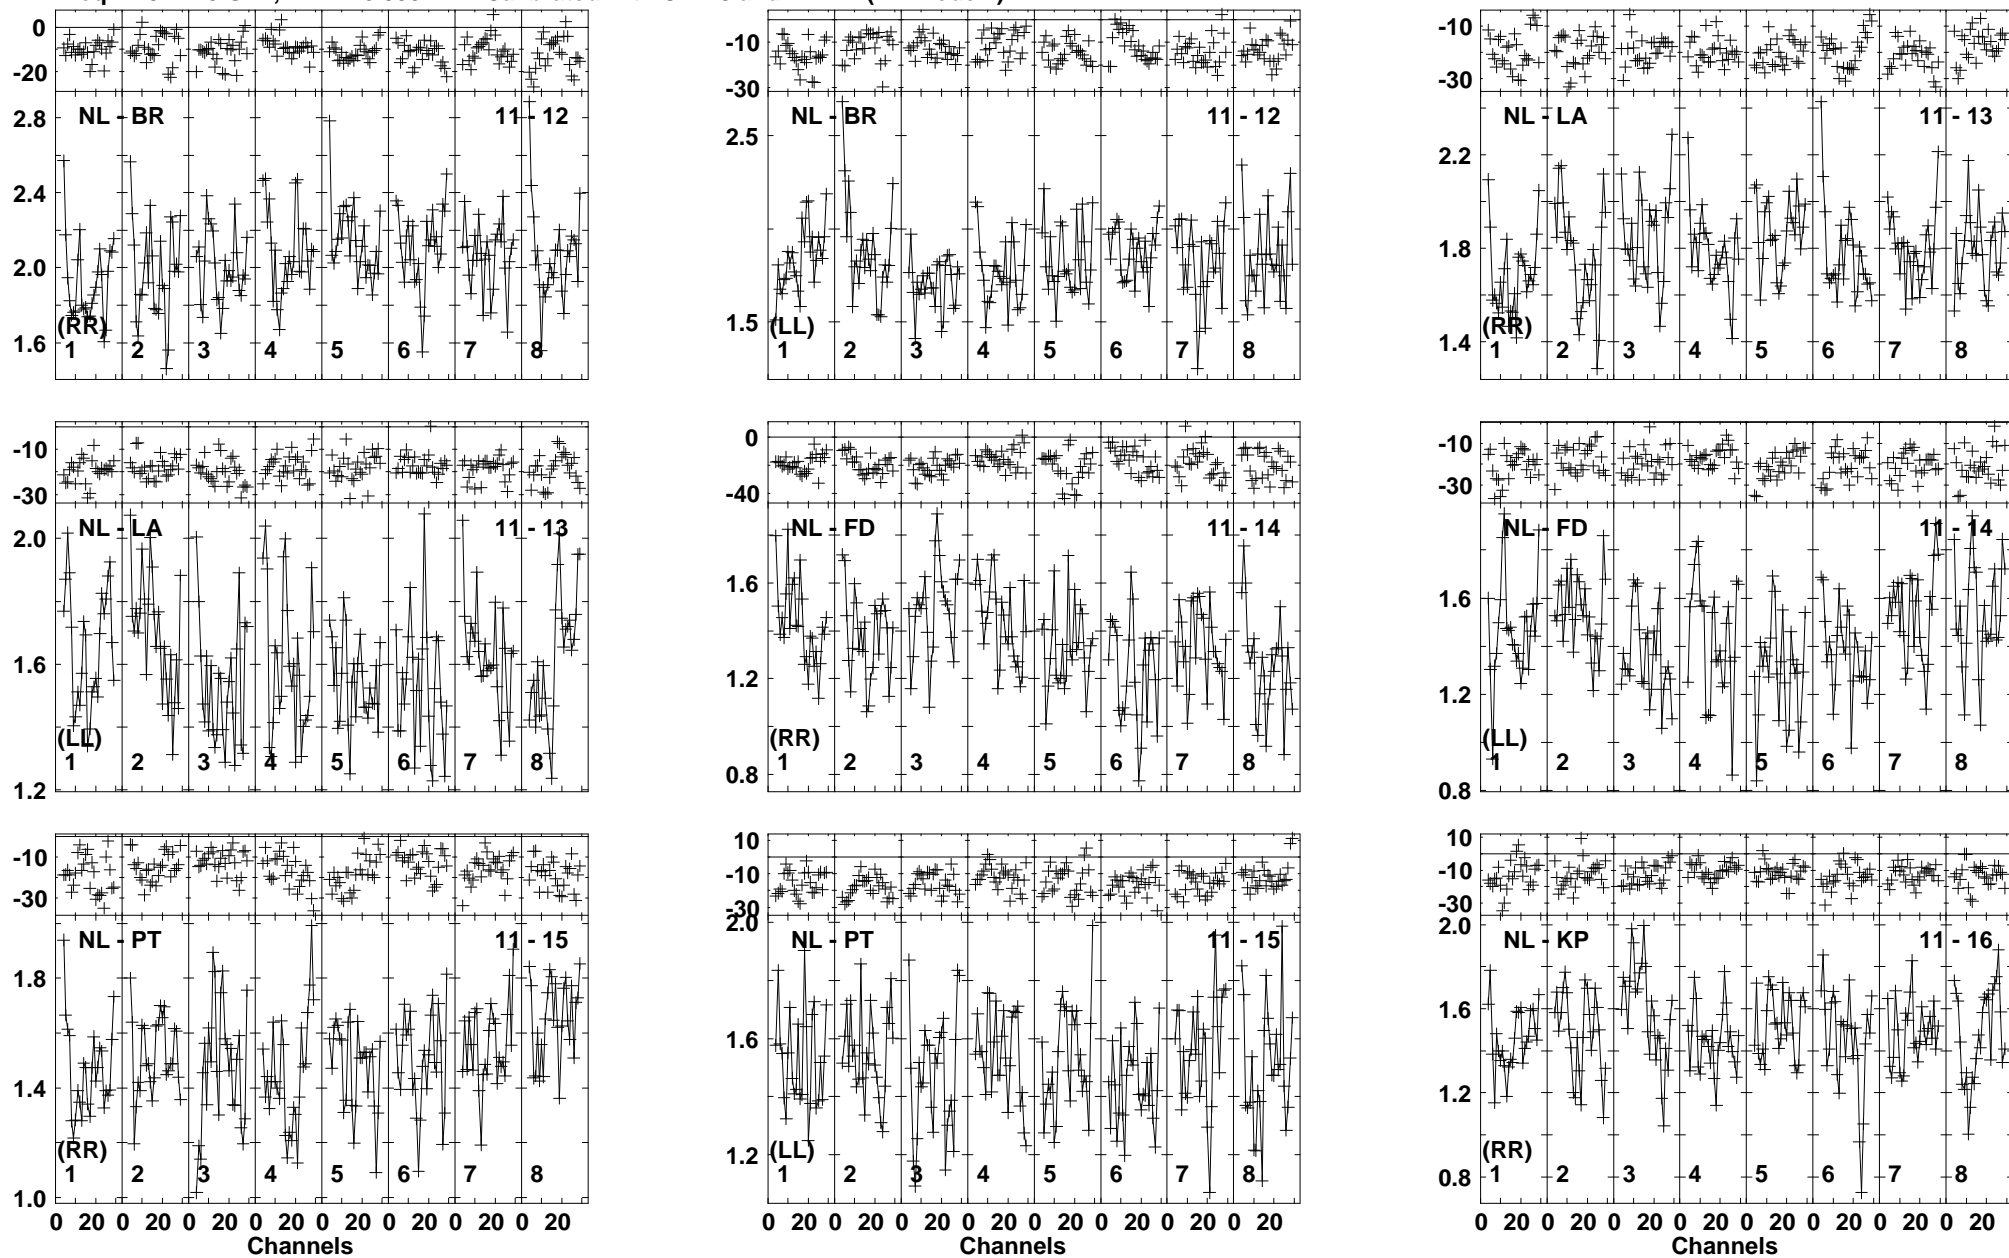 0 -20 2.8 2.4 2.0 1.6 NL - BR 11 - 12 (RR) 1 2 3 4 5 6 7 8
-10 -30 2.5 1.5 NL - BR 11 - 12 (LL) 1 2 3 4 5 6 7 8
-10 -30 2.2 1.8 1.4 NL - LA 11 - 13 (RR) 1 2 3 4 5 6 7 8
-10 -30 2.0 1.6 1.2 NL - LA 11 - 13 (LL) 1 2 3 4 5 6 7 8
0 -40 1.6 1.2 0.8 NL - FD 11 - 14 (RR) 1 2 3 4 5 6 7 8
-10 -30 1.6 1.2 0.8 NL - FD 11 - 14 (LL) 1 2 3 4 5 6 7 8
-10 -30 1.8 1.4 1.0 NL - PT 11 - 15 (RR) 1 2 3 4 5 6 7 8
0 20 0 20 0 20 0 20 0 20 0 20 0 20 0 20
Channels
10 -10 -30 2.0 1.6 1.2 NL - PT 11 - 15 (LL) 1 2 3 4 5 6 7 8
0 20 0 20 0 20 0 20 0 20 0 20 0 20 0 20
Channels
10 -10 -30 2.0 1.6 1.2 0.8 NL - KP 11 - 16 (RR) 1 2 3 4 5 6 7 8
0 20 0 20 0 20 0 20 0 20 0 20 0 20 0 20
Channels